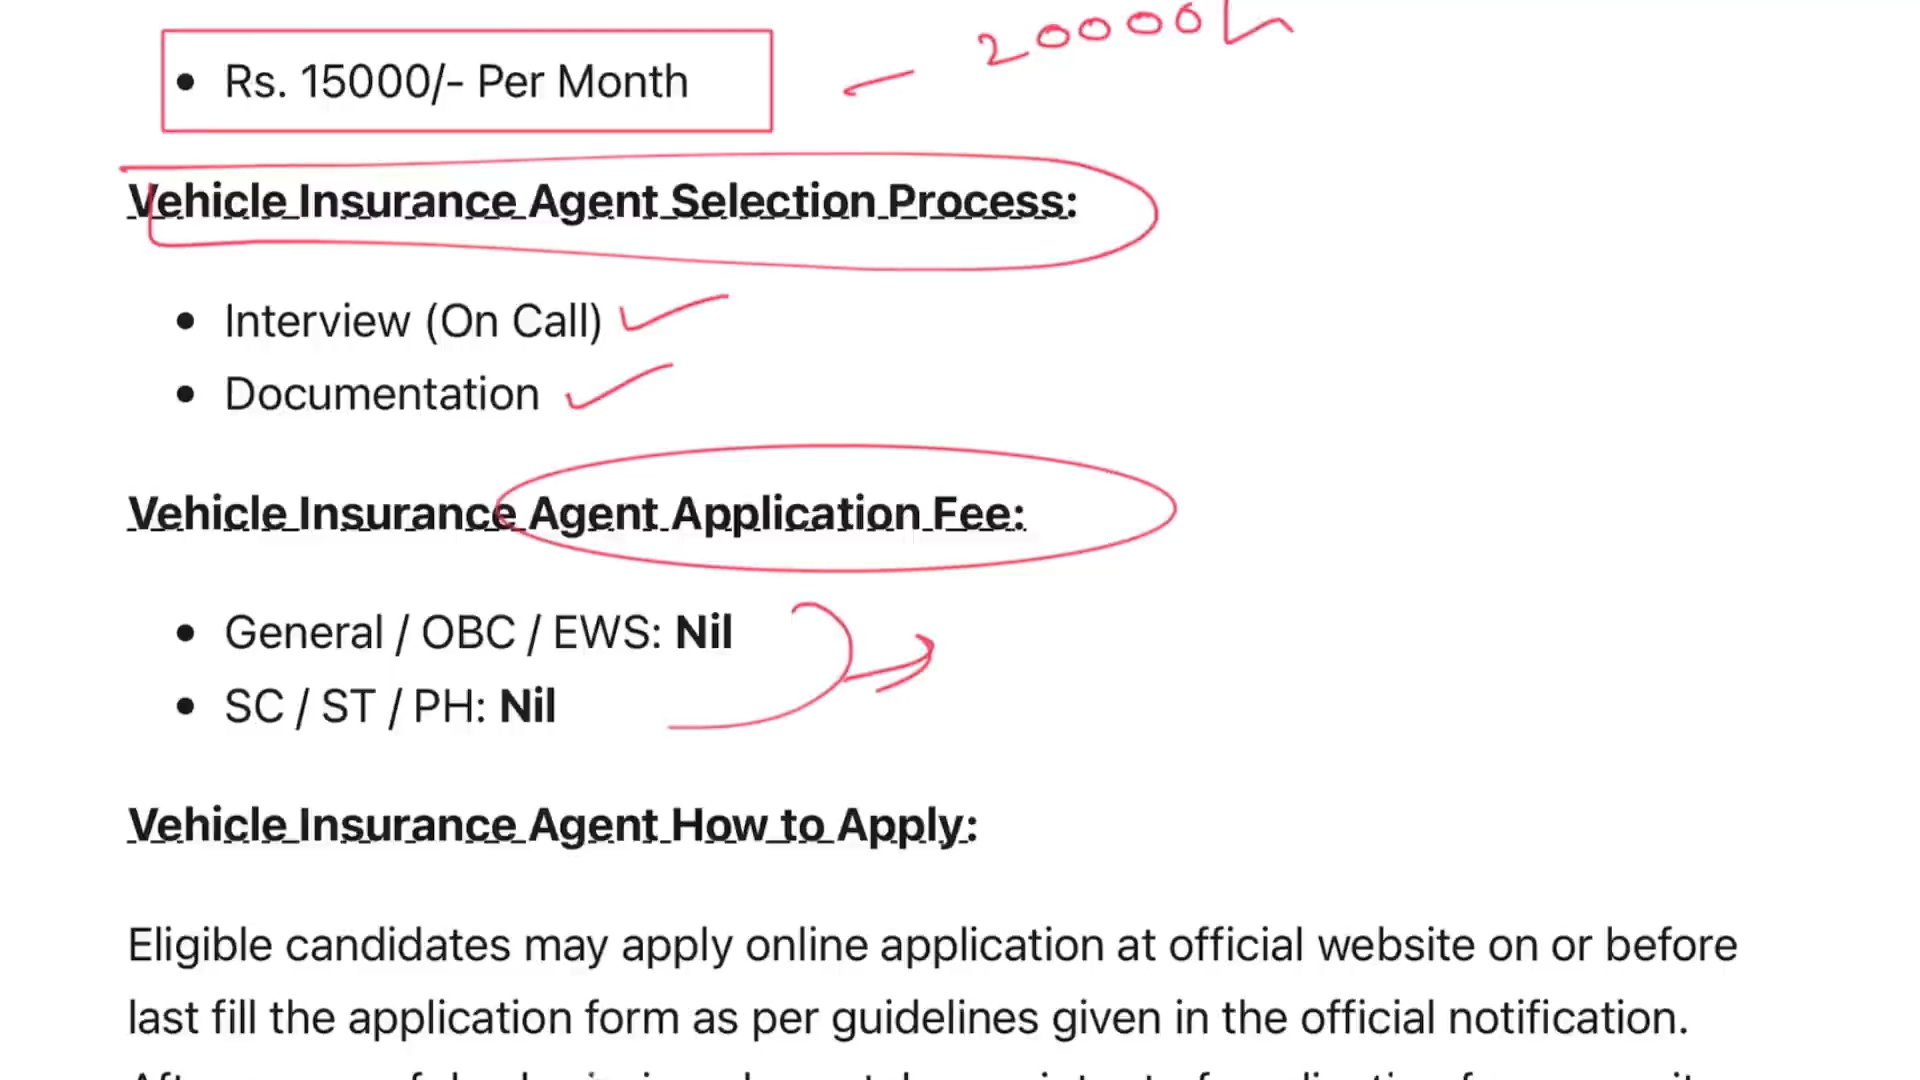 20000/-
• Rs. 15000/- Per Month
Vehicle Insurance Agent Selection Process:
• Interview (On Call)
• Documentation
Vehicle Insurance Agent Application Fee:
• General / OBC / EWS: Nil
• SC / ST / PH: Nil
Vehicle Insurance Agent How to Apply:
Eligible candidates may apply online application at official website on or before
last fill the application form as per guidelines given in the official notification.